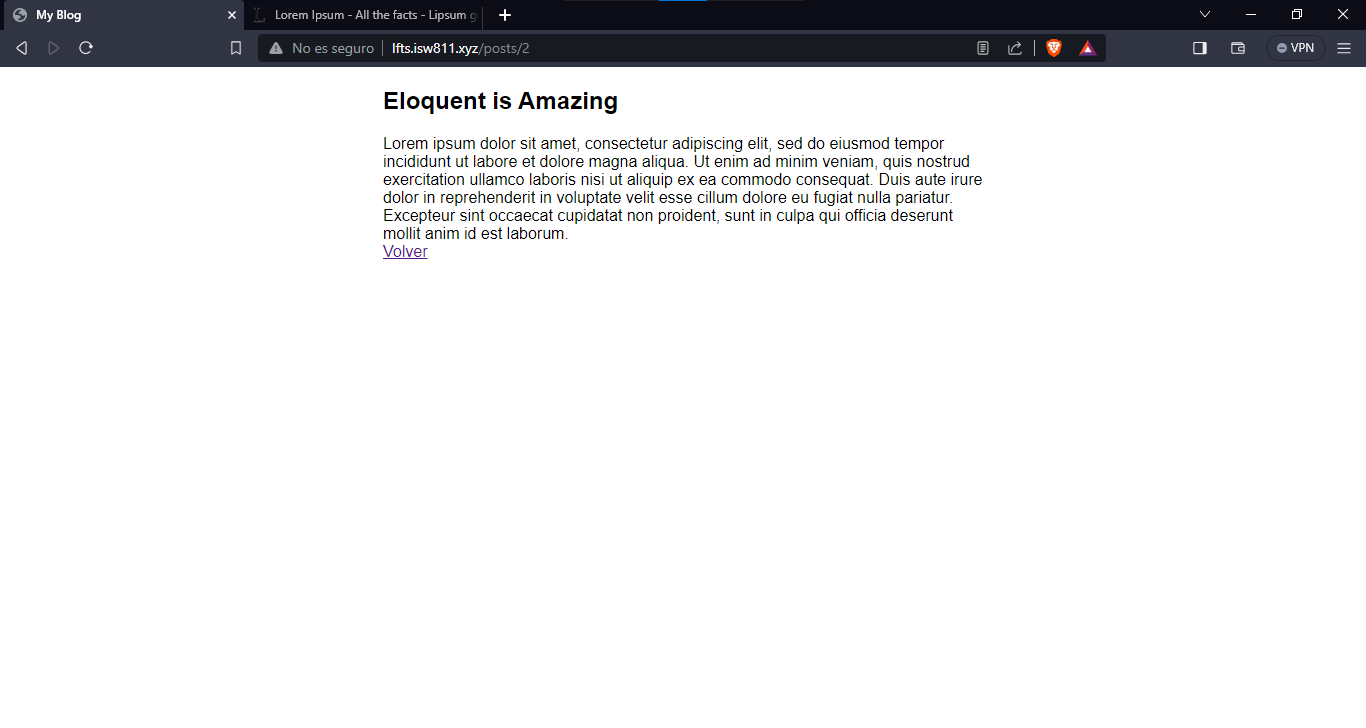 My Blog
Lorem Ipsum - All the facts - Lipsum g
No es seguro
lfts.isw811.xyz/posts/2
VPN
Eloquent is Amazing
Lorem ipsum dolor sit amet, consectetur adipiscing elit, sed do eiusmod tempor
incididunt ut labore et dolore magna aliqua. Ut enim ad minim veniam, quis nostrud
exercitation ullamco laboris nisi ut aliquip ex ea commodo consequat. Duis aute irure
dolor in reprehenderit in voluptate velit esse cillum dolore eu fugiat nulla pariatur.
Excepteur sint occaecat cupidatat non proident, sunt in culpa qui officia deserunt
mollit anim id est laborum.
Volver